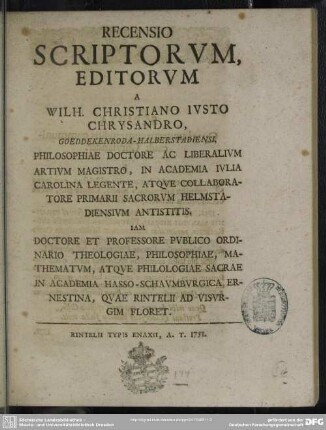 RECENSIO
SCRIPTORVM,
EDITORVM
A
WILH. CHRISTIANO IVSTO
CHRYSANDRO,
GOEDDEKENRODA-HALBERSTADIENSI,
PHILOSOPHIAE DOCTORE AC LIBERALIVM
ARTIVM MAGISTRO, IN ACADEMIA IVLIA
CAROLINA LEGENTE, ATQVE COLLABORA-
TORE PRIMARII SACRORVM HELMSTA-
DIENSIVM ANTISTITIS,
IAM
DOCTORE ET PROFESSORE PVBLICO ORDI-
NARIO THEOLOGIAE, PHILOSOPHIAE, MA-
THEMATVM, ATQVE PHILOLOGIAE SACRAE
IN ACADEMIA HASSO-SCHAVMBVRGICA ER-
NESTINA, QVAE RINTELII AD VISVR-
GIM FLORET.
RINTELII TYPIS ENAXII, A. T. 1751.
DFG